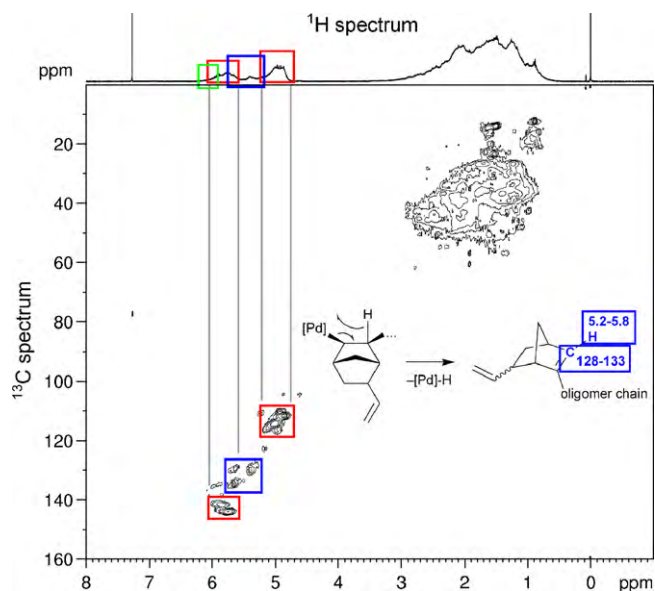 ¹H spectrum
ppm
20
40
60
80
100
120
140
160
¹³C spectrum
8
7
6
5
4
3
2
1
0
ppm
[Pd]
H
...
–[Pd]-H
5.2-5.8
H
C
128-133
oligomer chain